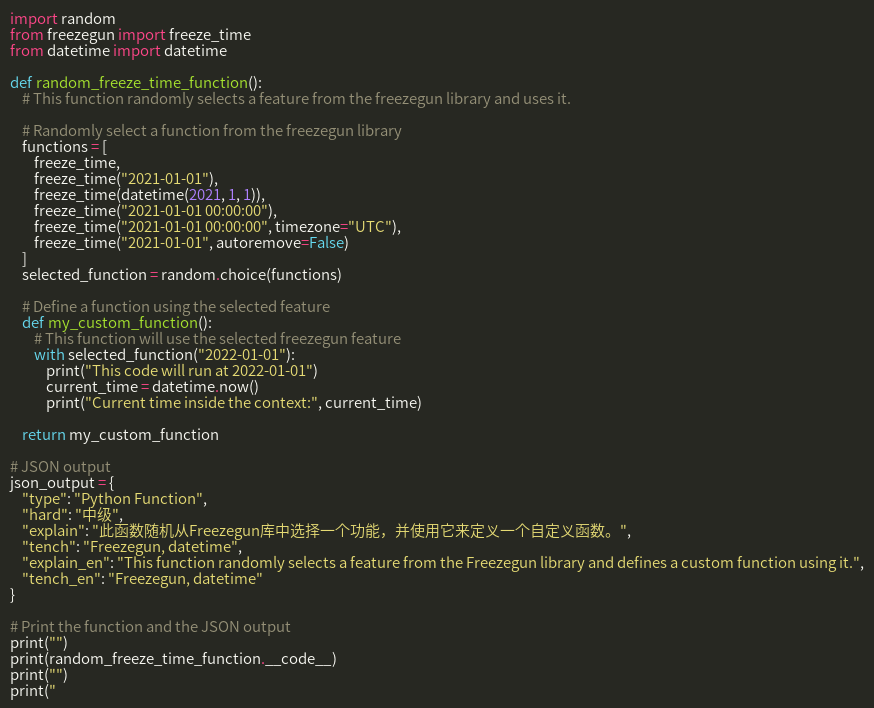 import random
from freezegun import freeze_time
from datetime import datetime

def random_freeze_time_function():
    # This function randomly selects a feature from the freezegun library and uses it.

    # Randomly select a function from the freezegun library
    functions = [
        freeze_time,
        freeze_time("2021-01-01"),
        freeze_time(datetime(2021, 1, 1)),
        freeze_time("2021-01-01 00:00:00"),
        freeze_time("2021-01-01 00:00:00", timezone="UTC"),
        freeze_time("2021-01-01", autoremove=False)
    ]
    selected_function = random.choice(functions)

    # Define a function using the selected feature
    def my_custom_function():
        # This function will use the selected freezegun feature
        with selected_function("2022-01-01"):
            print("This code will run at 2022-01-01")
            current_time = datetime.now()
            print("Current time inside the context:", current_time)

    return my_custom_function

# JSON output
json_output = {
    "type": "Python Function",
    "hard": "中级",
    "explain": "此函数随机从Freezegun库中选择一个功能，并使用它来定义一个自定义函数。",
    "tench": "Freezegun, datetime",
    "explain_en": "This function randomly selects a feature from the Freezegun library and defines a custom function using it.",
    "tench_en": "Freezegun, datetime"
}

# Print the function and the JSON output
print("")
print(random_freeze_time_function.__code__)
print("")
print("